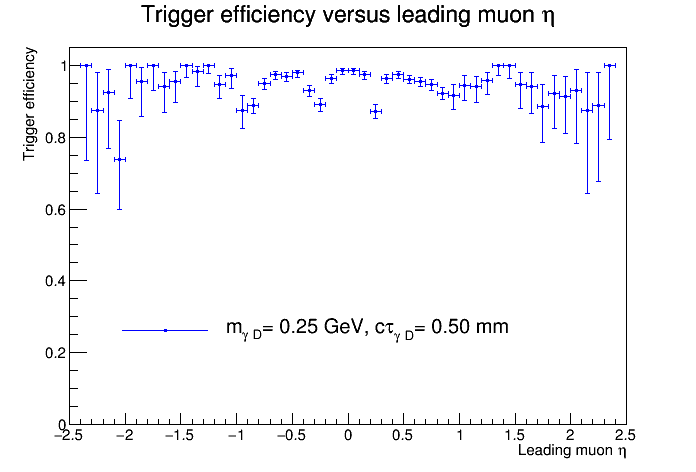 Trigger efficiency versus leading muon η
Trigger efficiency
1
0.8
0.6
0.4
0.2
0
m_γ D= 0.25 GeV, cτ_γ D= 0.50 mm
−2.5 −2 −1.5 −1 −0.5 0 0.5 1 1.5 2 2.5
Leading muon η